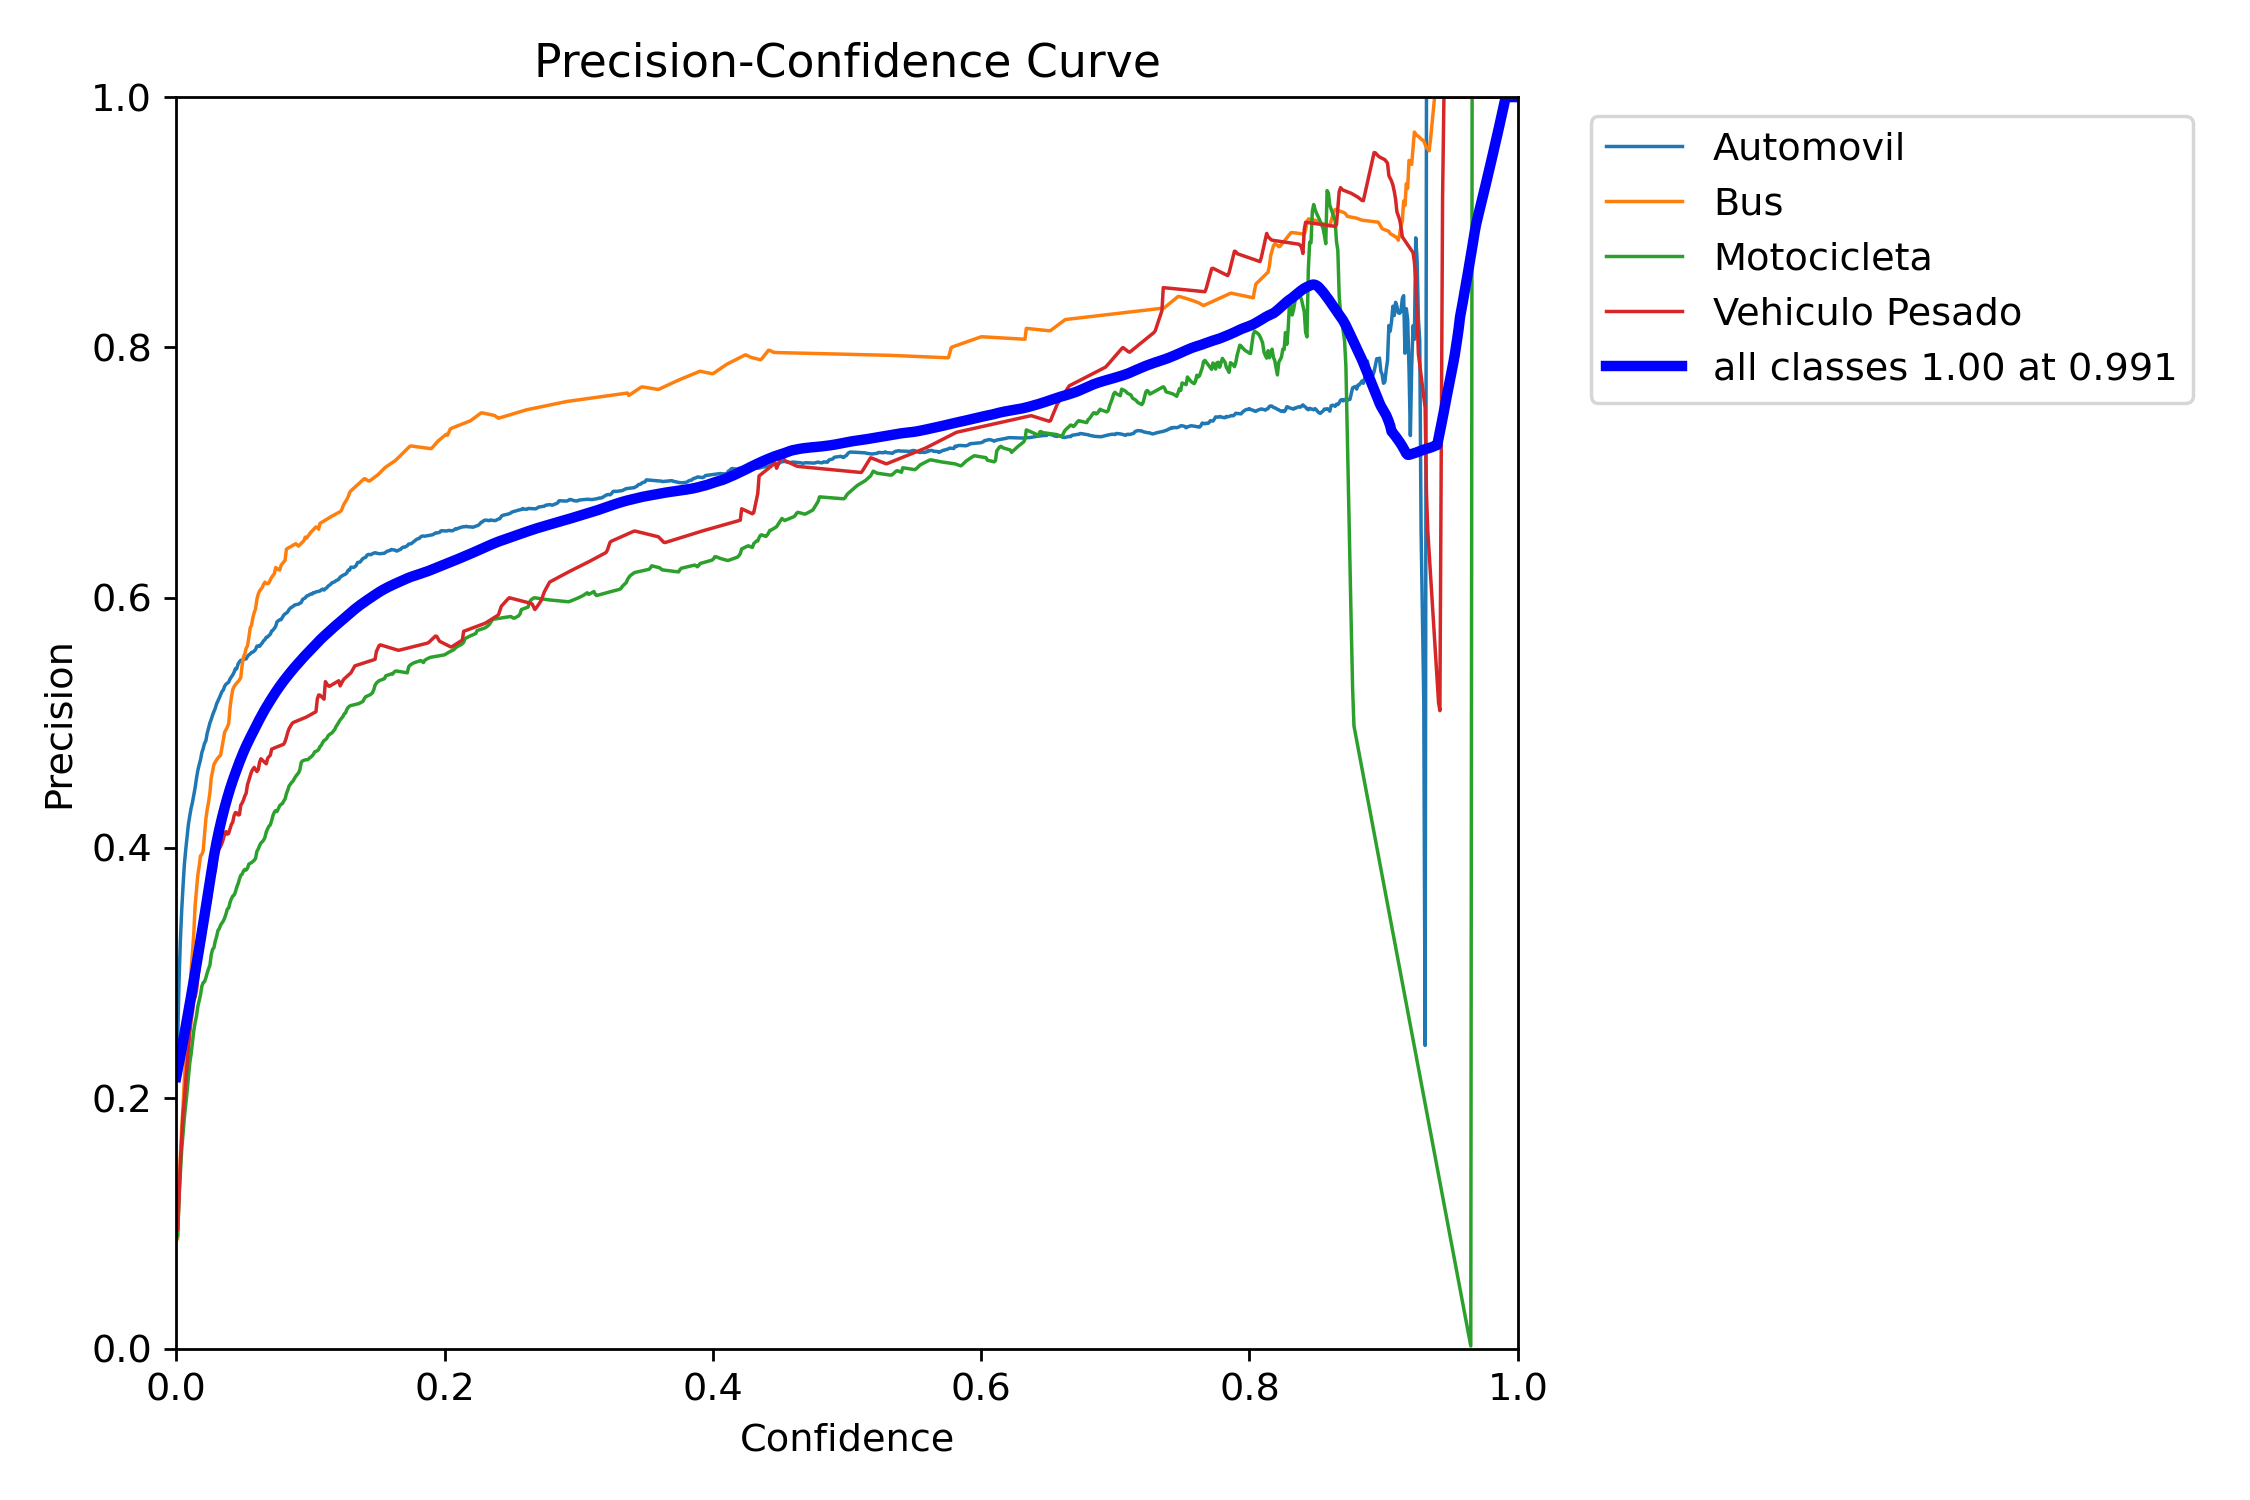 Precision-Confidence Curve
1.0
0.8
0.6
0.4
0.2
0.0
Precision
0.0 0.2 0.4 0.6 0.8 1.0
Confidence
Automovil
Bus
Motocicleta
Vehiculo Pesado
all classes 1.00 at 0.991